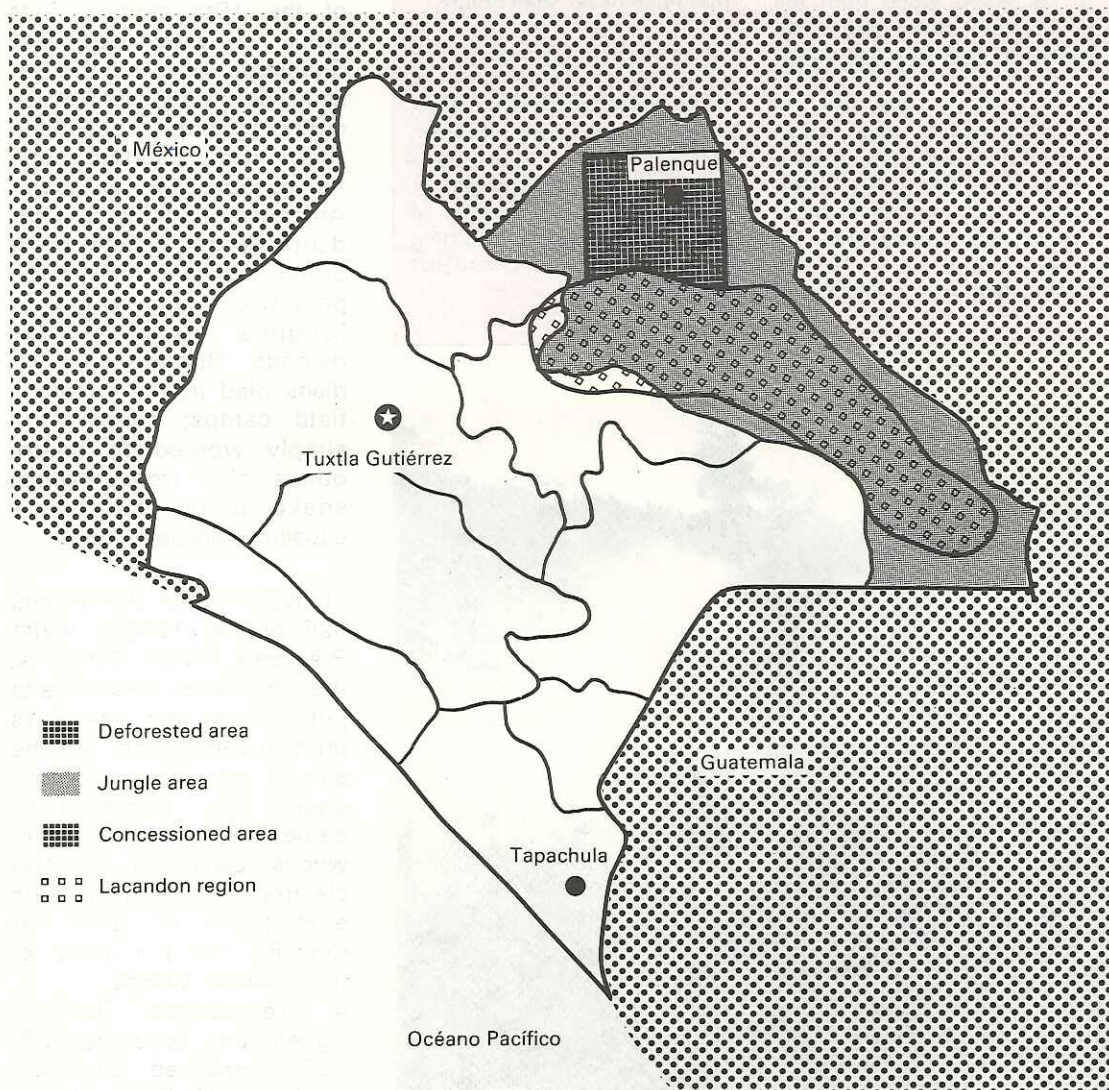 México
Palenque
Tuxtla Gutiérrez
Deforested area
Jungle area
Guatemala
Concessioned area
Tapachula
Lacandon region
Océano Pacífico